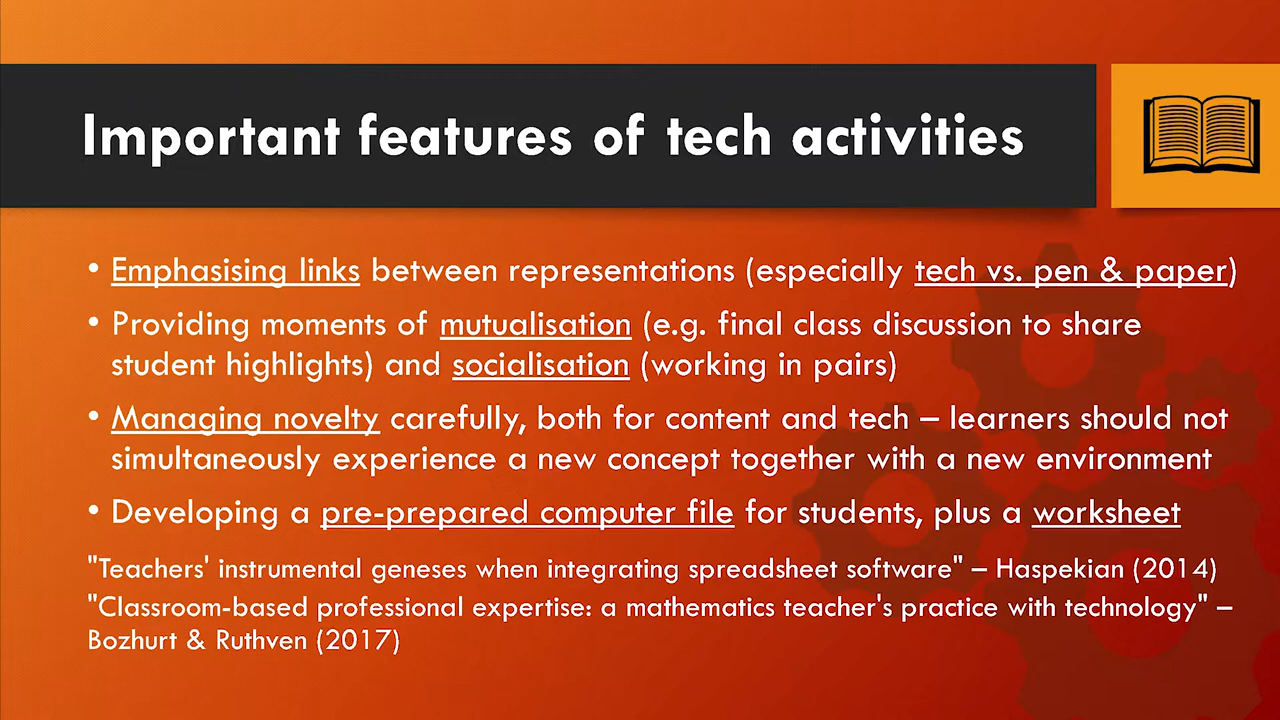 Important features of tech activities
• Emphasising links between representations (especially tech vs. pen & paper)
• Providing moments of mutualisation (e.g. final class discussion to share
student highlights) and socialisation (working in pairs)
• Managing novelty carefully, both for content and tech – learners should not
simultaneously experience a new concept together with a new environment
• Developing a pre-prepared computer file for students, plus a worksheet
"Teachers' instrumental geneses when integrating spreadsheet software" – Haspekian (2014)
"Classroom-based professional expertise: a mathematics teacher's practice with technology" –
Bozhurt & Ruthven (2017)